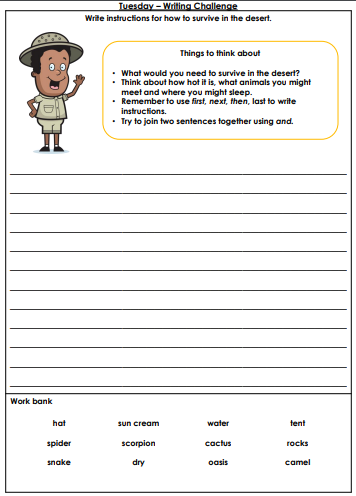 Tuesday – Writing Challenge
Write instructions for how to survive in the desert.
Things to think about
• What would you need to survive in the desert?
• Think about how hot it is, what animals you might
meet and where you might sleep.
• Remember to use first, next, then, last to write
instructions.
• Try to join two sentences together using and.
Work bank
hat sun cream water tent
spider scorpion cactus rocks
snake dry oasis camel